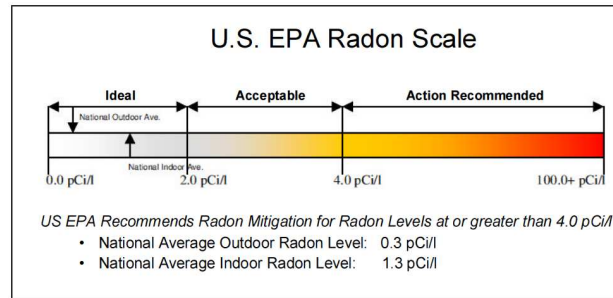 U.S. EPA Radon Scale
Ideal Acceptable Action Recommended
National Outdoor Ave.
National Indoor Ave.
0.0 pCi/l 2.0 pCi/l 4.0 pCi/l 100.0+ pCi/l
US EPA Recommends Radon Mitigation for Radon Levels at or greater than 4.0 pCi/l
• National Average Outdoor Radon Level: 0.3 pCi/l
• National Average Indoor Radon Level: 1.3 pCi/l